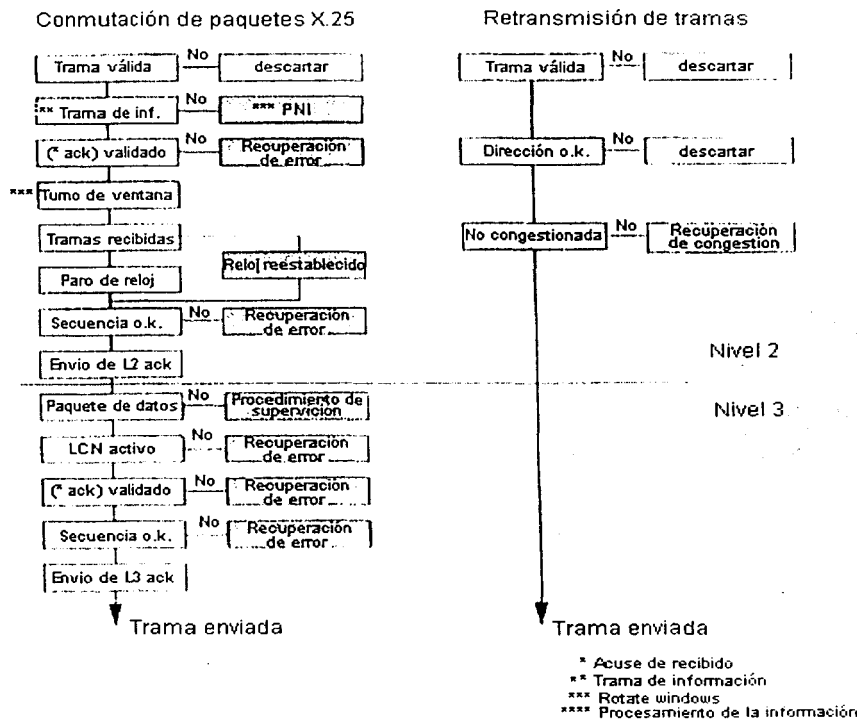 Conmutación de paquetes X.25
Trama válida
No
descartar
** Trama de inf.
No
*** PNI
(* ack) validado
No
Recuperación
de error
*** Turno de ventana
Tramas recibidas
Reloj reestablecido
Paro de reloj
Secuencia o.k.
No
Recuperación
de error
Envio de L2 ack
Paquete de datos
No
Procedimiento de
supervición
LCN activo
No
Recuperación
de error
(* ack) validado
No
Recuperación
de error
Secuencia o.k.
No
Recuperación
de error
Envio de L3 ack
Trama enviada
Retransmisión de tramas
Trama válida
No
descartar
Dirección o.k.
No
descartar
No congestionada
No
Recuperación
de congestion
Nivel 2
Nivel 3
Trama enviada
* Acuse de recibido
** Trama de información
*** Rotate windows
**** Procesamiento de la información